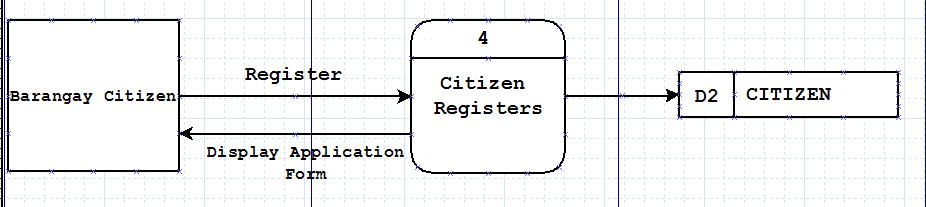 4
Register
Citizen
Registers
Barangay Citizen
D2
CITIZEN
Display Application
Form